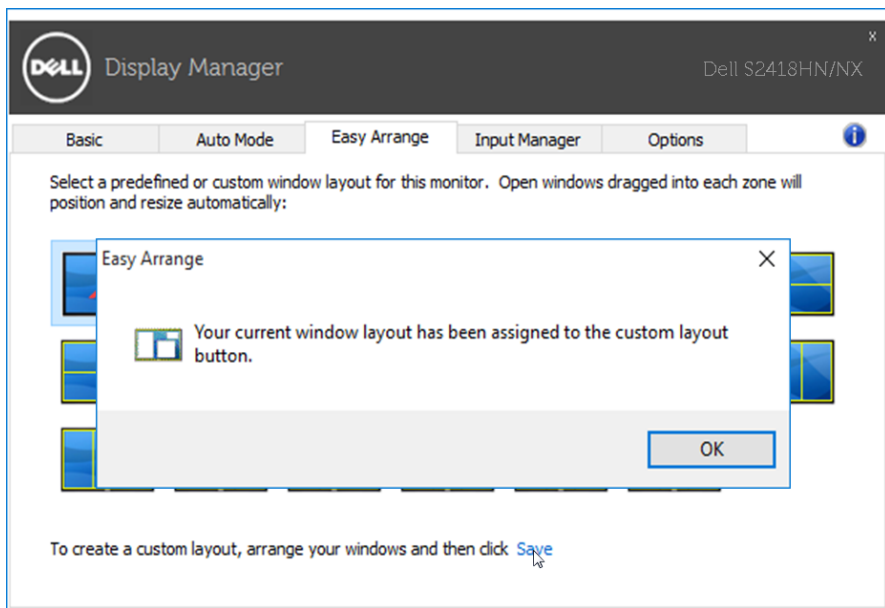 DELL Display Manager
x
Dell S2418HN/NX
Basic Auto Mode Easy Arrange Input Manager Options
Select a predefined or custom window layout for this monitor. Open windows dragged into each zone will
position and resize automatically:
Easy Arrange
Your current window layout has been assigned to the custom layout
button.
OK
To create a custom layout, arrange your windows and then click Save